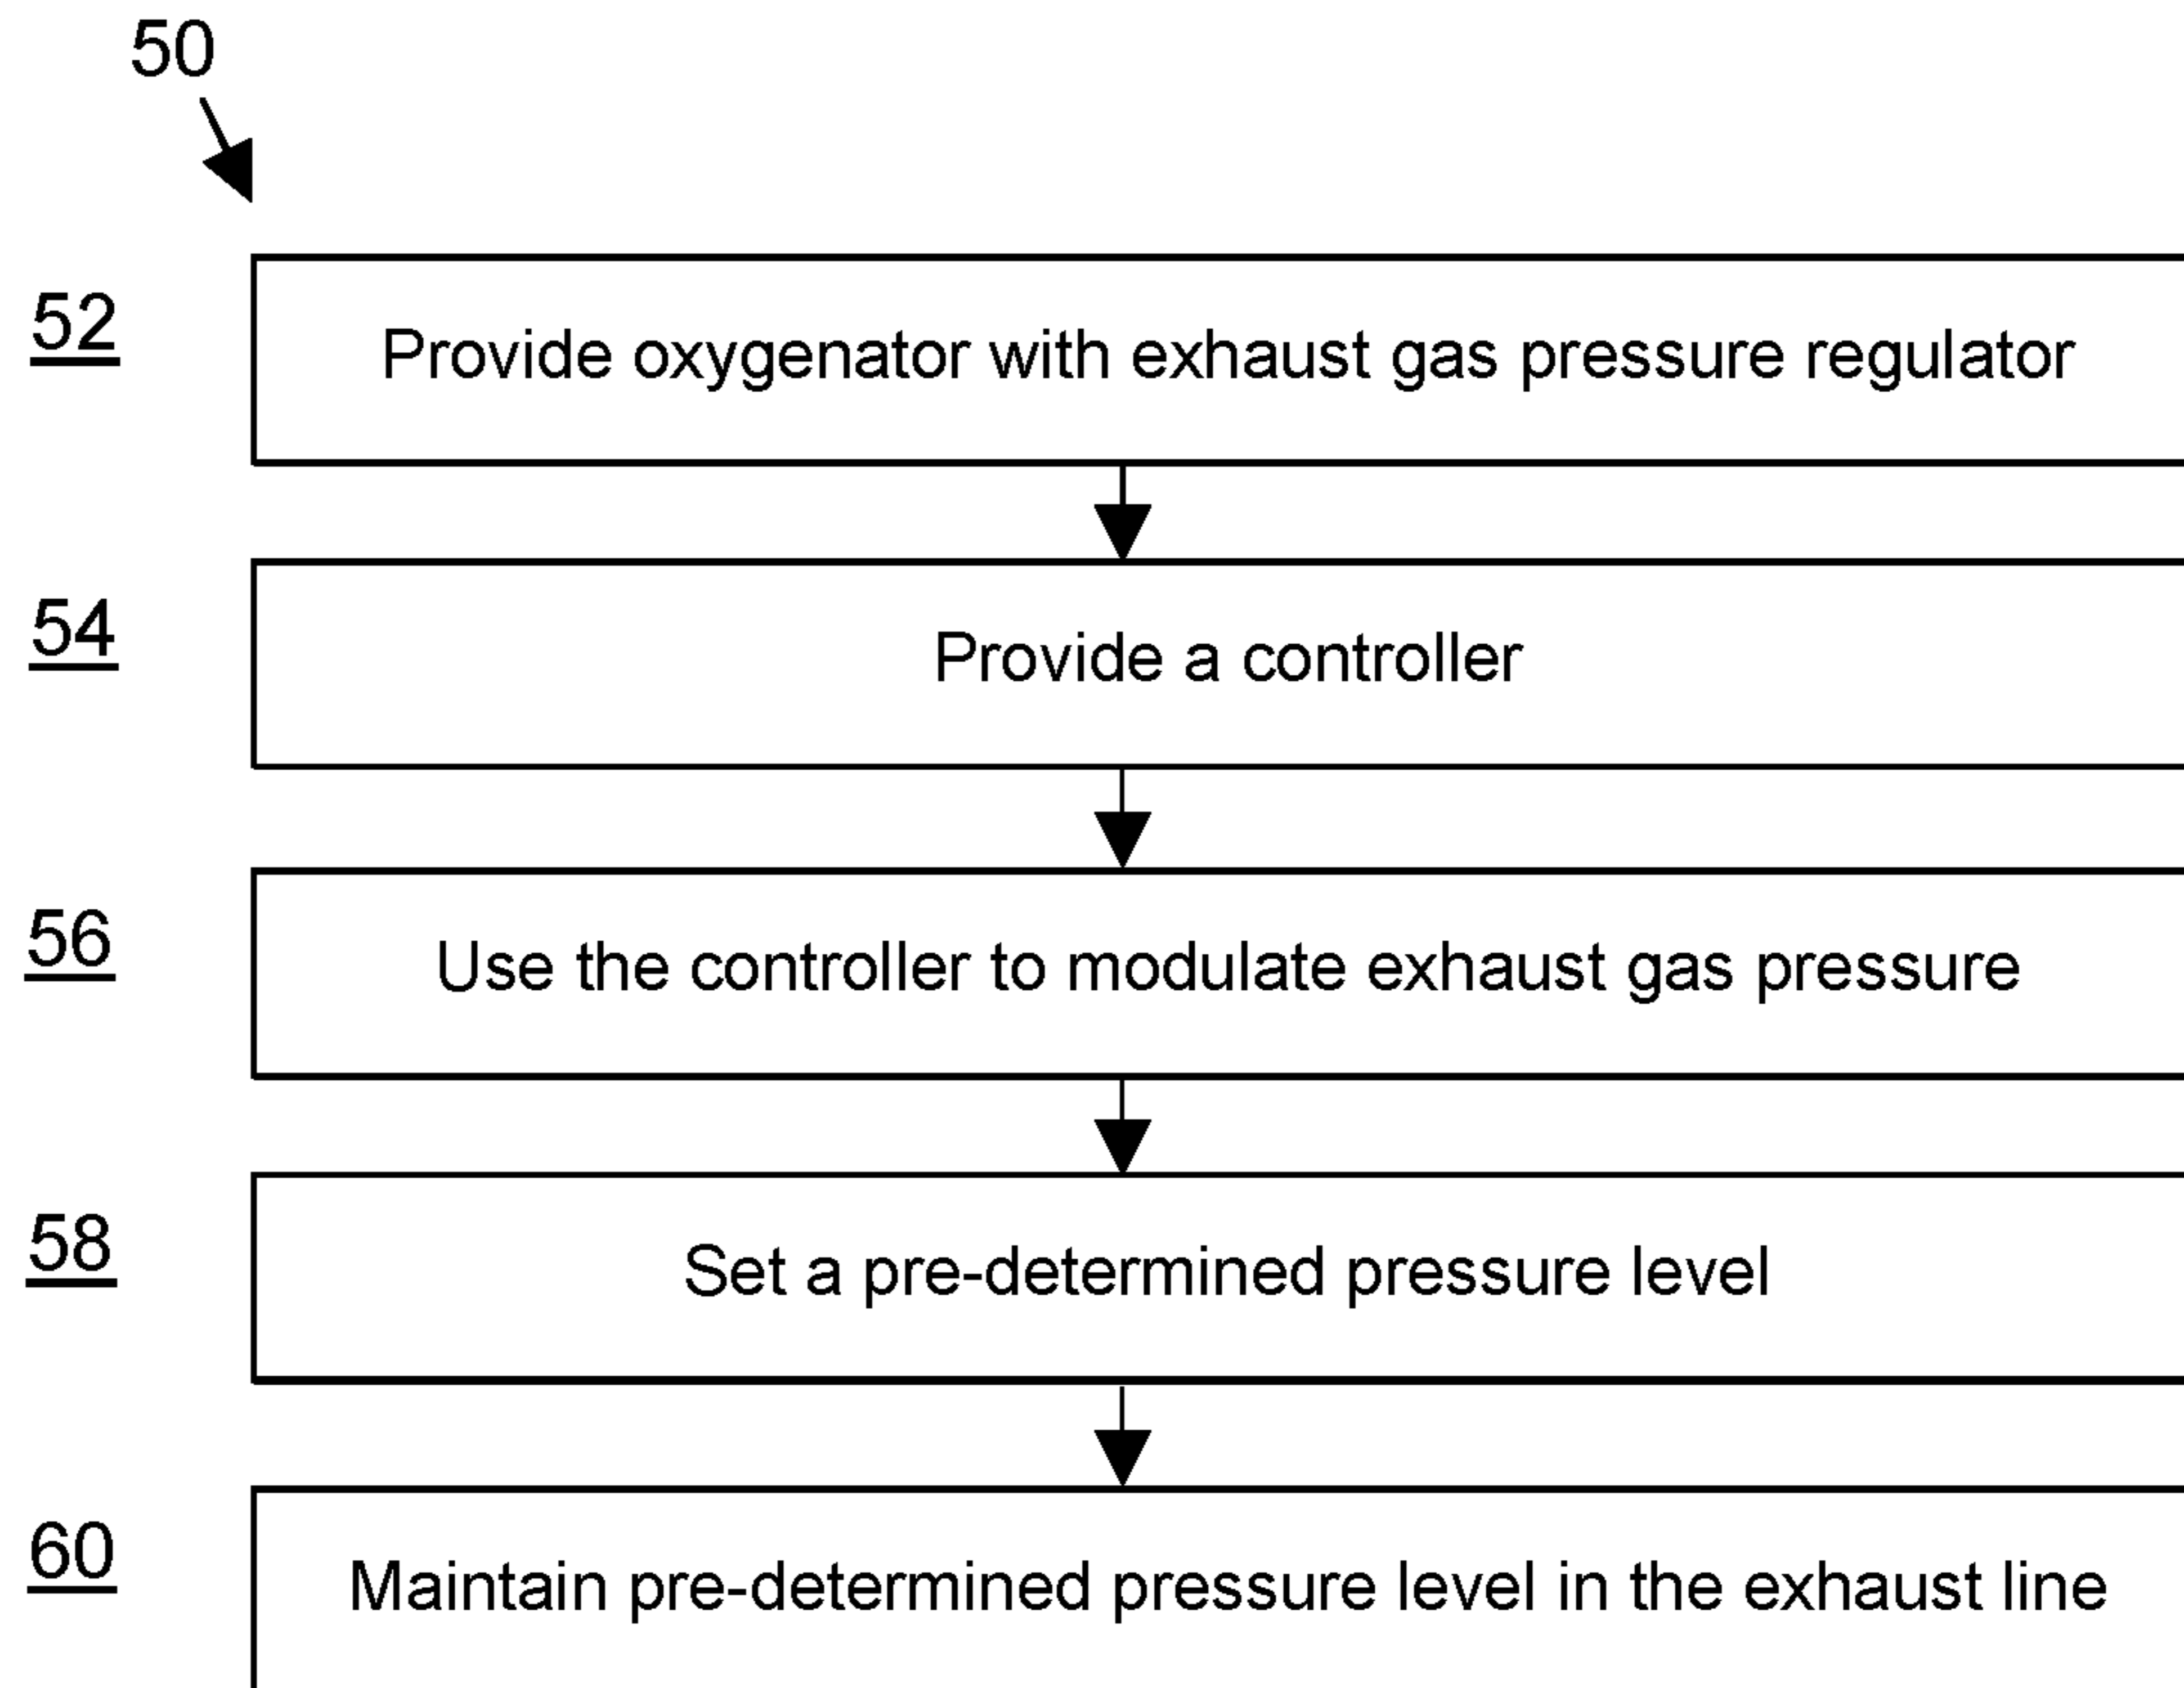 50
52
Provide oxygenator with exhaust gas pressure regulator
54
Provide a controller
56
Use the controller to modulate exhaust gas pressure
58
Set a pre-determined pressure level
60
Maintain pre-determined pressure level in the exhaust line